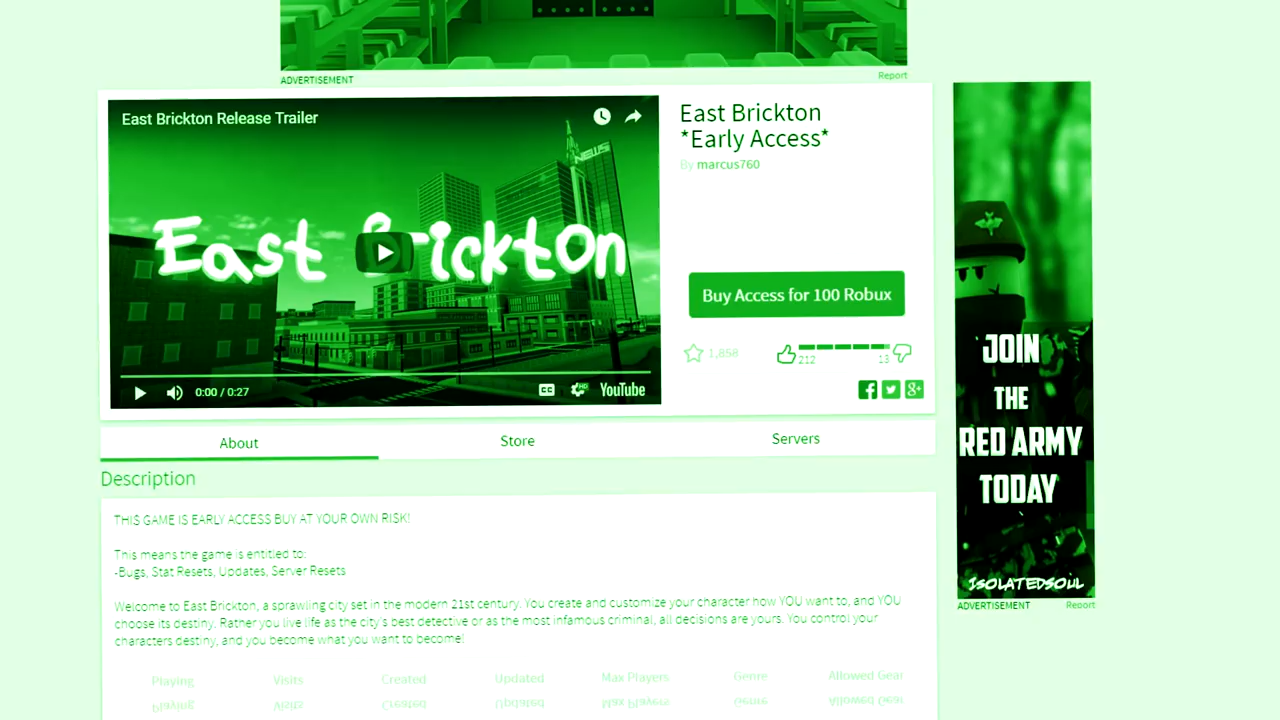 ADVERTISEMENT
Report
East Brickton Release Trailer
NEWS
East Brickton
0:00 / 0:27
CC
HD
YouTube
East Brickton
*Early Access*
By marcus760
Buy Access for 100 Robux
1,858
212
13
g+
About
Store
Servers
Description
THIS GAME IS EARLY ACCESS BUY AT YOUR OWN RISK!
This means the game is entitled to:
-Bugs, Stat Resets, Updates, Server Resets
Welcome to East Brickton, a sprawling city set in the modern 21st century. You create and customize your character how YOU want to, and YOU
choose its destiny. Rather you live life as the city's best detective or as the most infamous criminal, all decisions are yours. You control your
characters destiny, and you become what you want to become!
Playing
Visits
Created
Updated
Max Players
Genre
Allowed Gear
JOIN
THE
RED ARMY
TODAY
ISOLATEDSOUL
ADVERTISEMENT
Report